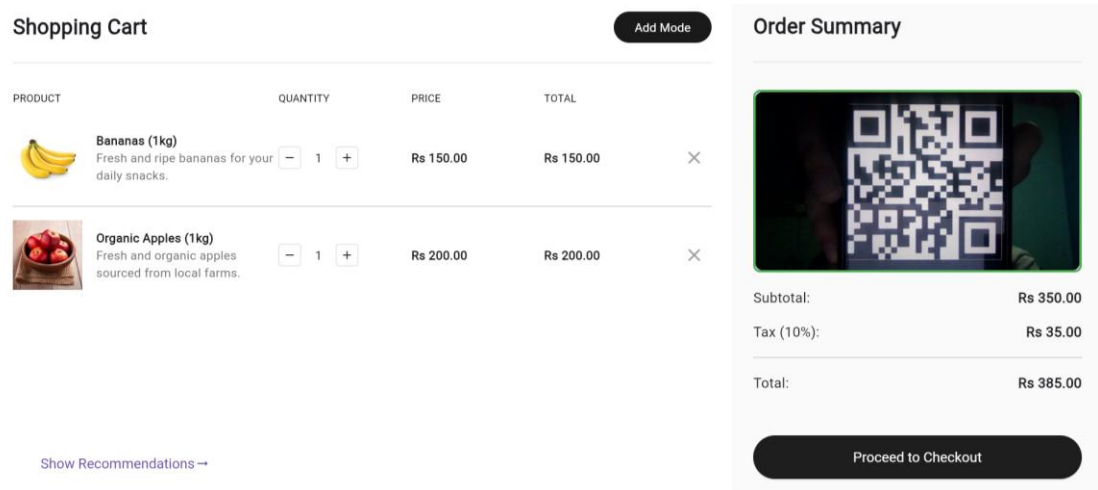 Shopping Cart
Add Mode
PRODUCT
QUANTITY
PRICE
TOTAL
Bananas (1kg)
Fresh and ripe bananas for your
daily snacks.
− 1 +
Rs 150.00
Rs 150.00
×
Organic Apples (1kg)
Fresh and organic apples
sourced from local farms.
− 1 +
Rs 200.00
Rs 200.00
×
Show Recommendations→
Order Summary
Subtotal: Rs 350.00
Tax (10%): Rs 35.00
Total: Rs 385.00
Proceed to Checkout